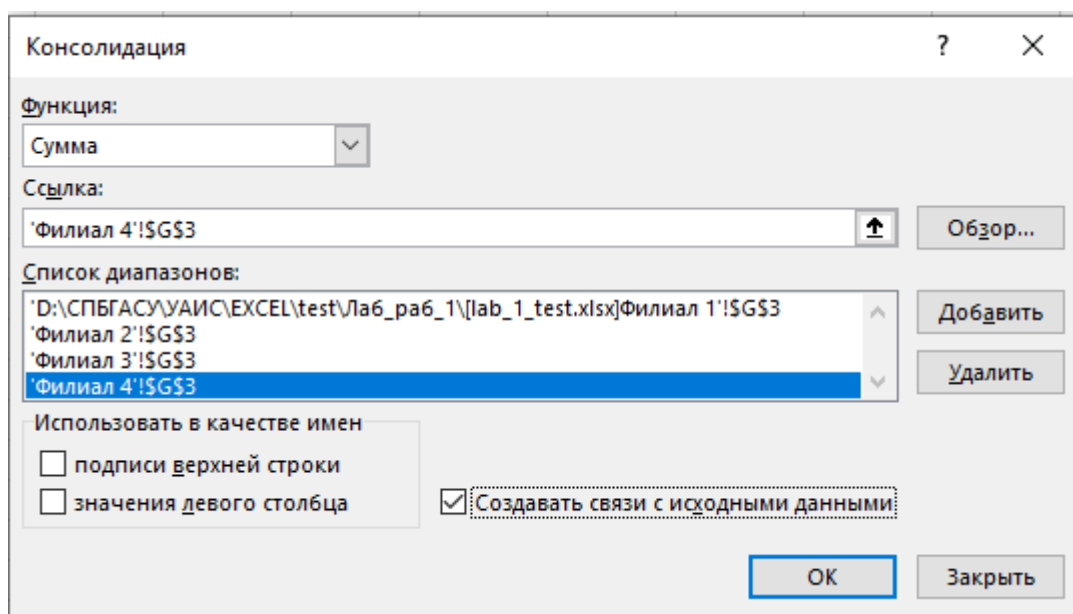 Консолидация
Функция:
Сумма
Ссылка:
'Филиал 4'!$G$3
Обзор...
Список диапазонов:
'D:\СПБГАСУ\УАИС\EXCEL\test\Лаб_раб_1\[lab_1_test.xlsx]Филиал 1'!$G$3
'Филиал 2'!$G$3
'Филиал 3'!$G$3
'Филиал 4'!$G$3
Добавить
Удалить
Использовать в качестве имен
подписи верхней строки
значения левого столбца
Создавать связи с исходными данными
ОК
Закрыть